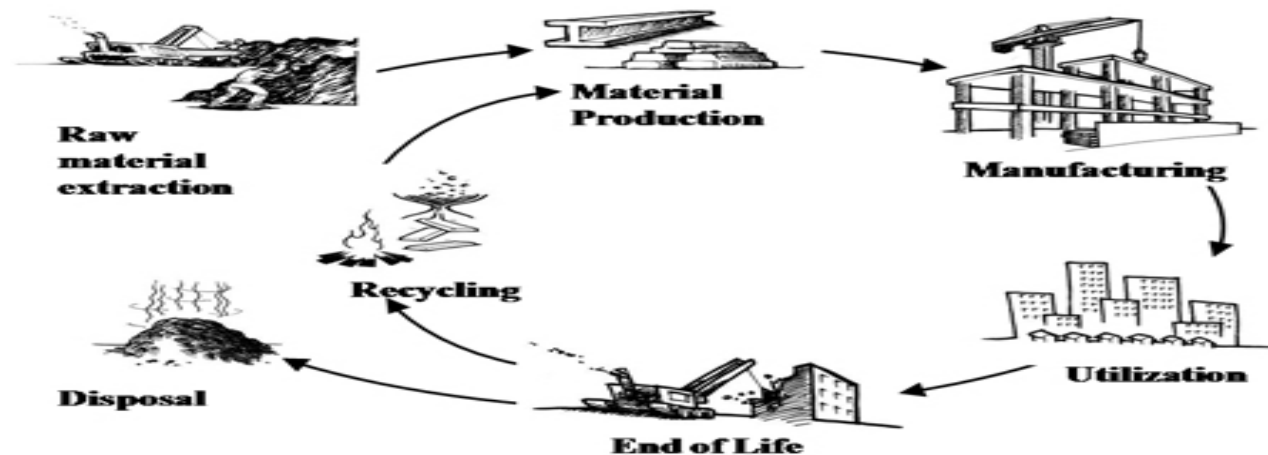 Raw
material
extraction
Material
Production
Manufacturing
Recycling
Disposal
Utilization
End of Life